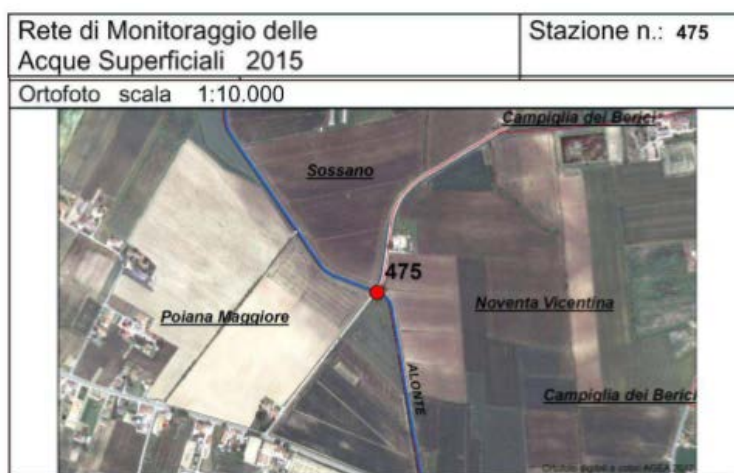 Rete di Monitoraggio delle
Acque Superficiali 2015
Stazione n.: 475
Ortofoto scala 1:10.000
Campiglia dei Berici
Sossano
475
Poiana Maggiore
Noventa Vicentina
ALONTE
Campiglia dei Berici